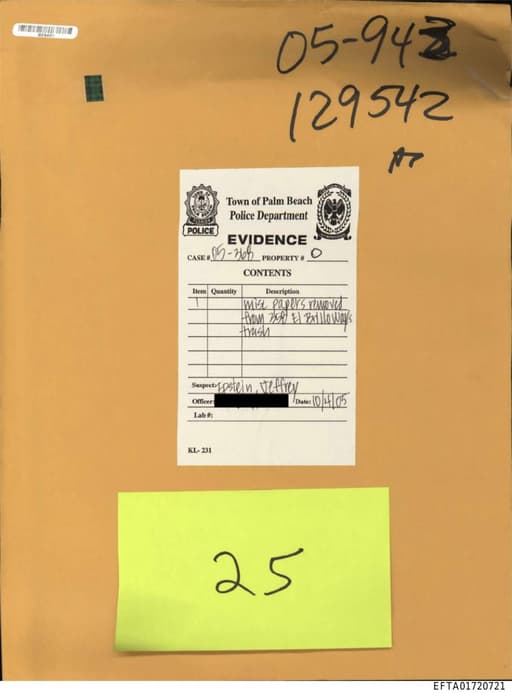 05-943
129542
Town of Palm Beach
Police Department
POLICE
EVIDENCE
CASE # 05-368 PROPERTY # 0
CONTENTS
Item Quantity Description
1 misc papers removed
from 358 El Brillo Way's
trash
Suspect: Epstein, Jeffrey
Officer: Date: 10/4/05
Lab #:
KL-231
25
EFTA01720721